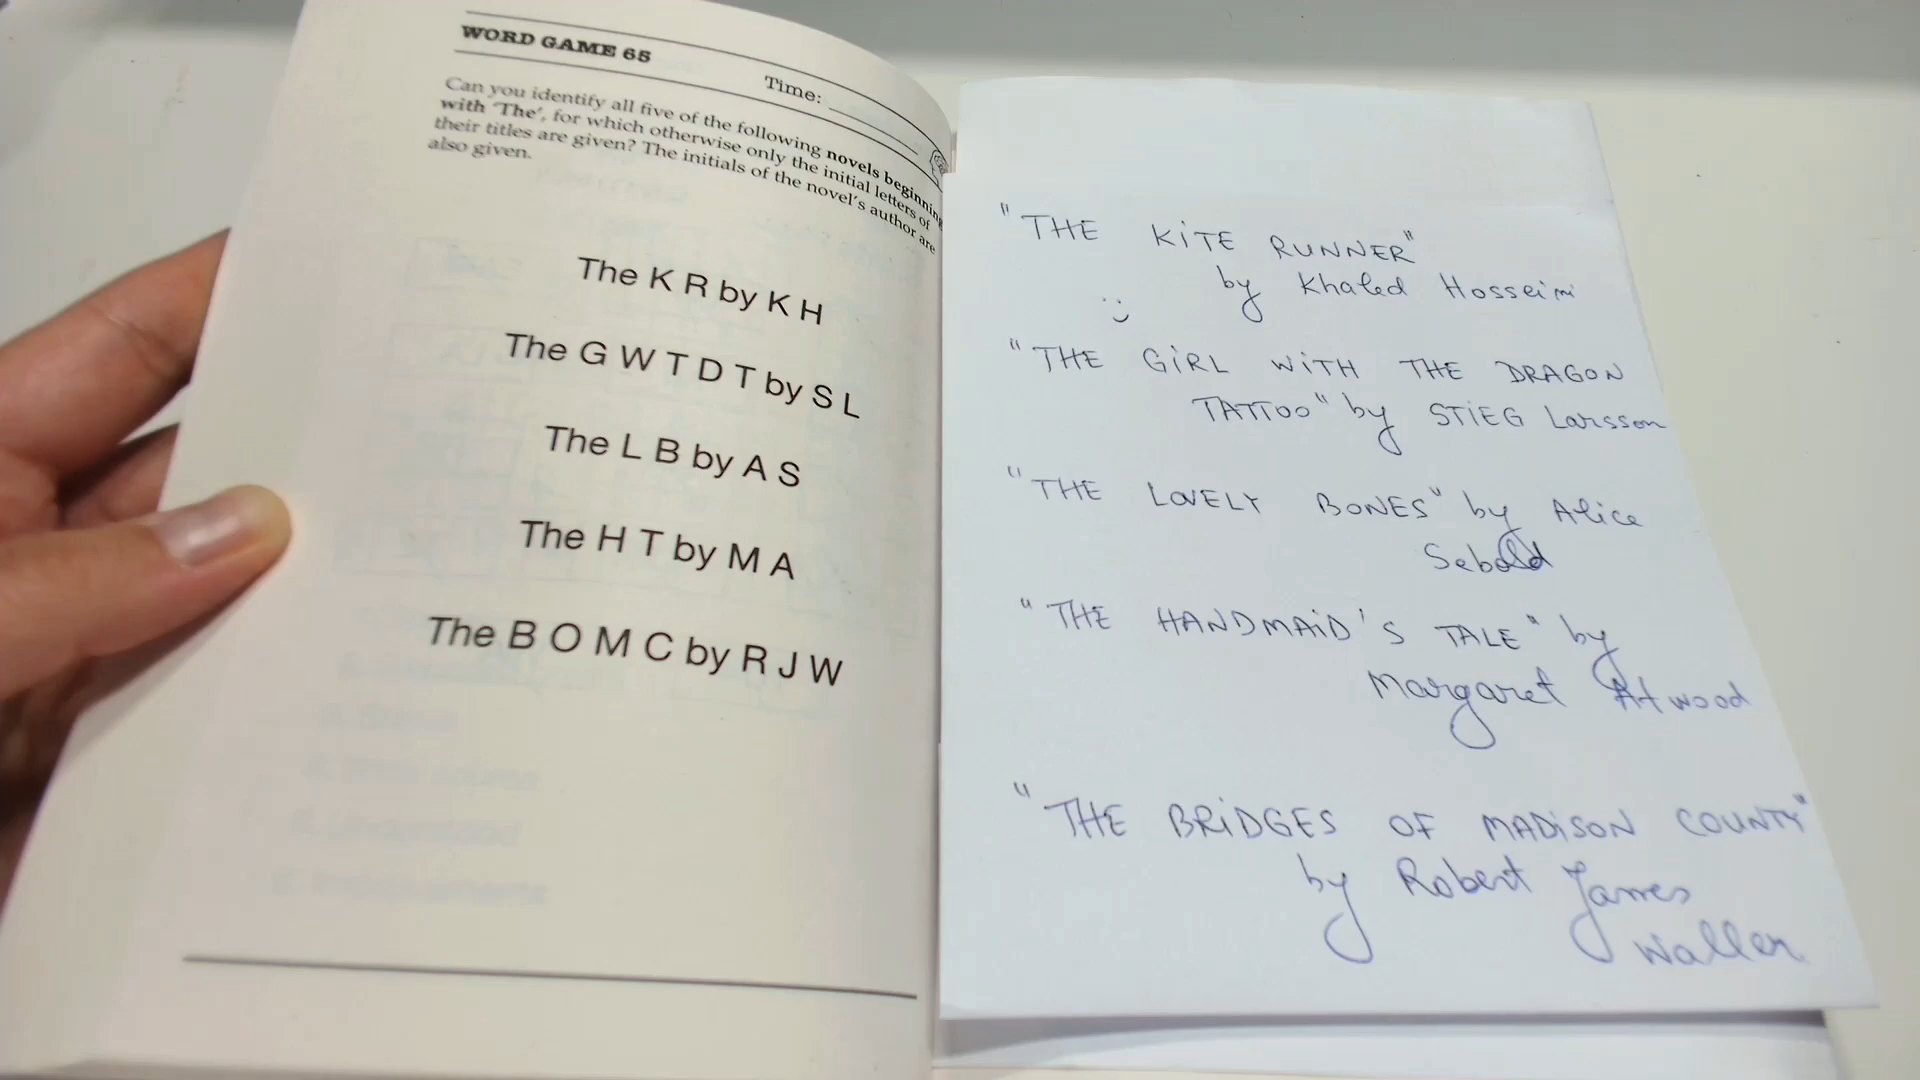 WORD GAME 65
Time:
Can you identify all five of the following novels beginning
with 'The', for which otherwise only the initial letters of
their titles are given? The initials of the novel's author are
also given.
The K R by K H
The G W T D T by S L
The L B by A S
The H T by M A
The B O M C by R J W
"THE KITE RUNNER"
by Khaled Hosseini
"THE GIRL WITH THE DRAGON
TATTOO" by STIEG Larsson
"THE LOVELY BONES" by Alice
Sebold
"THE HANDMAID'S TALE" by
Margaret Atwood
"THE BRIDGES OF MADISON COUNTY"
by Robert James
Waller